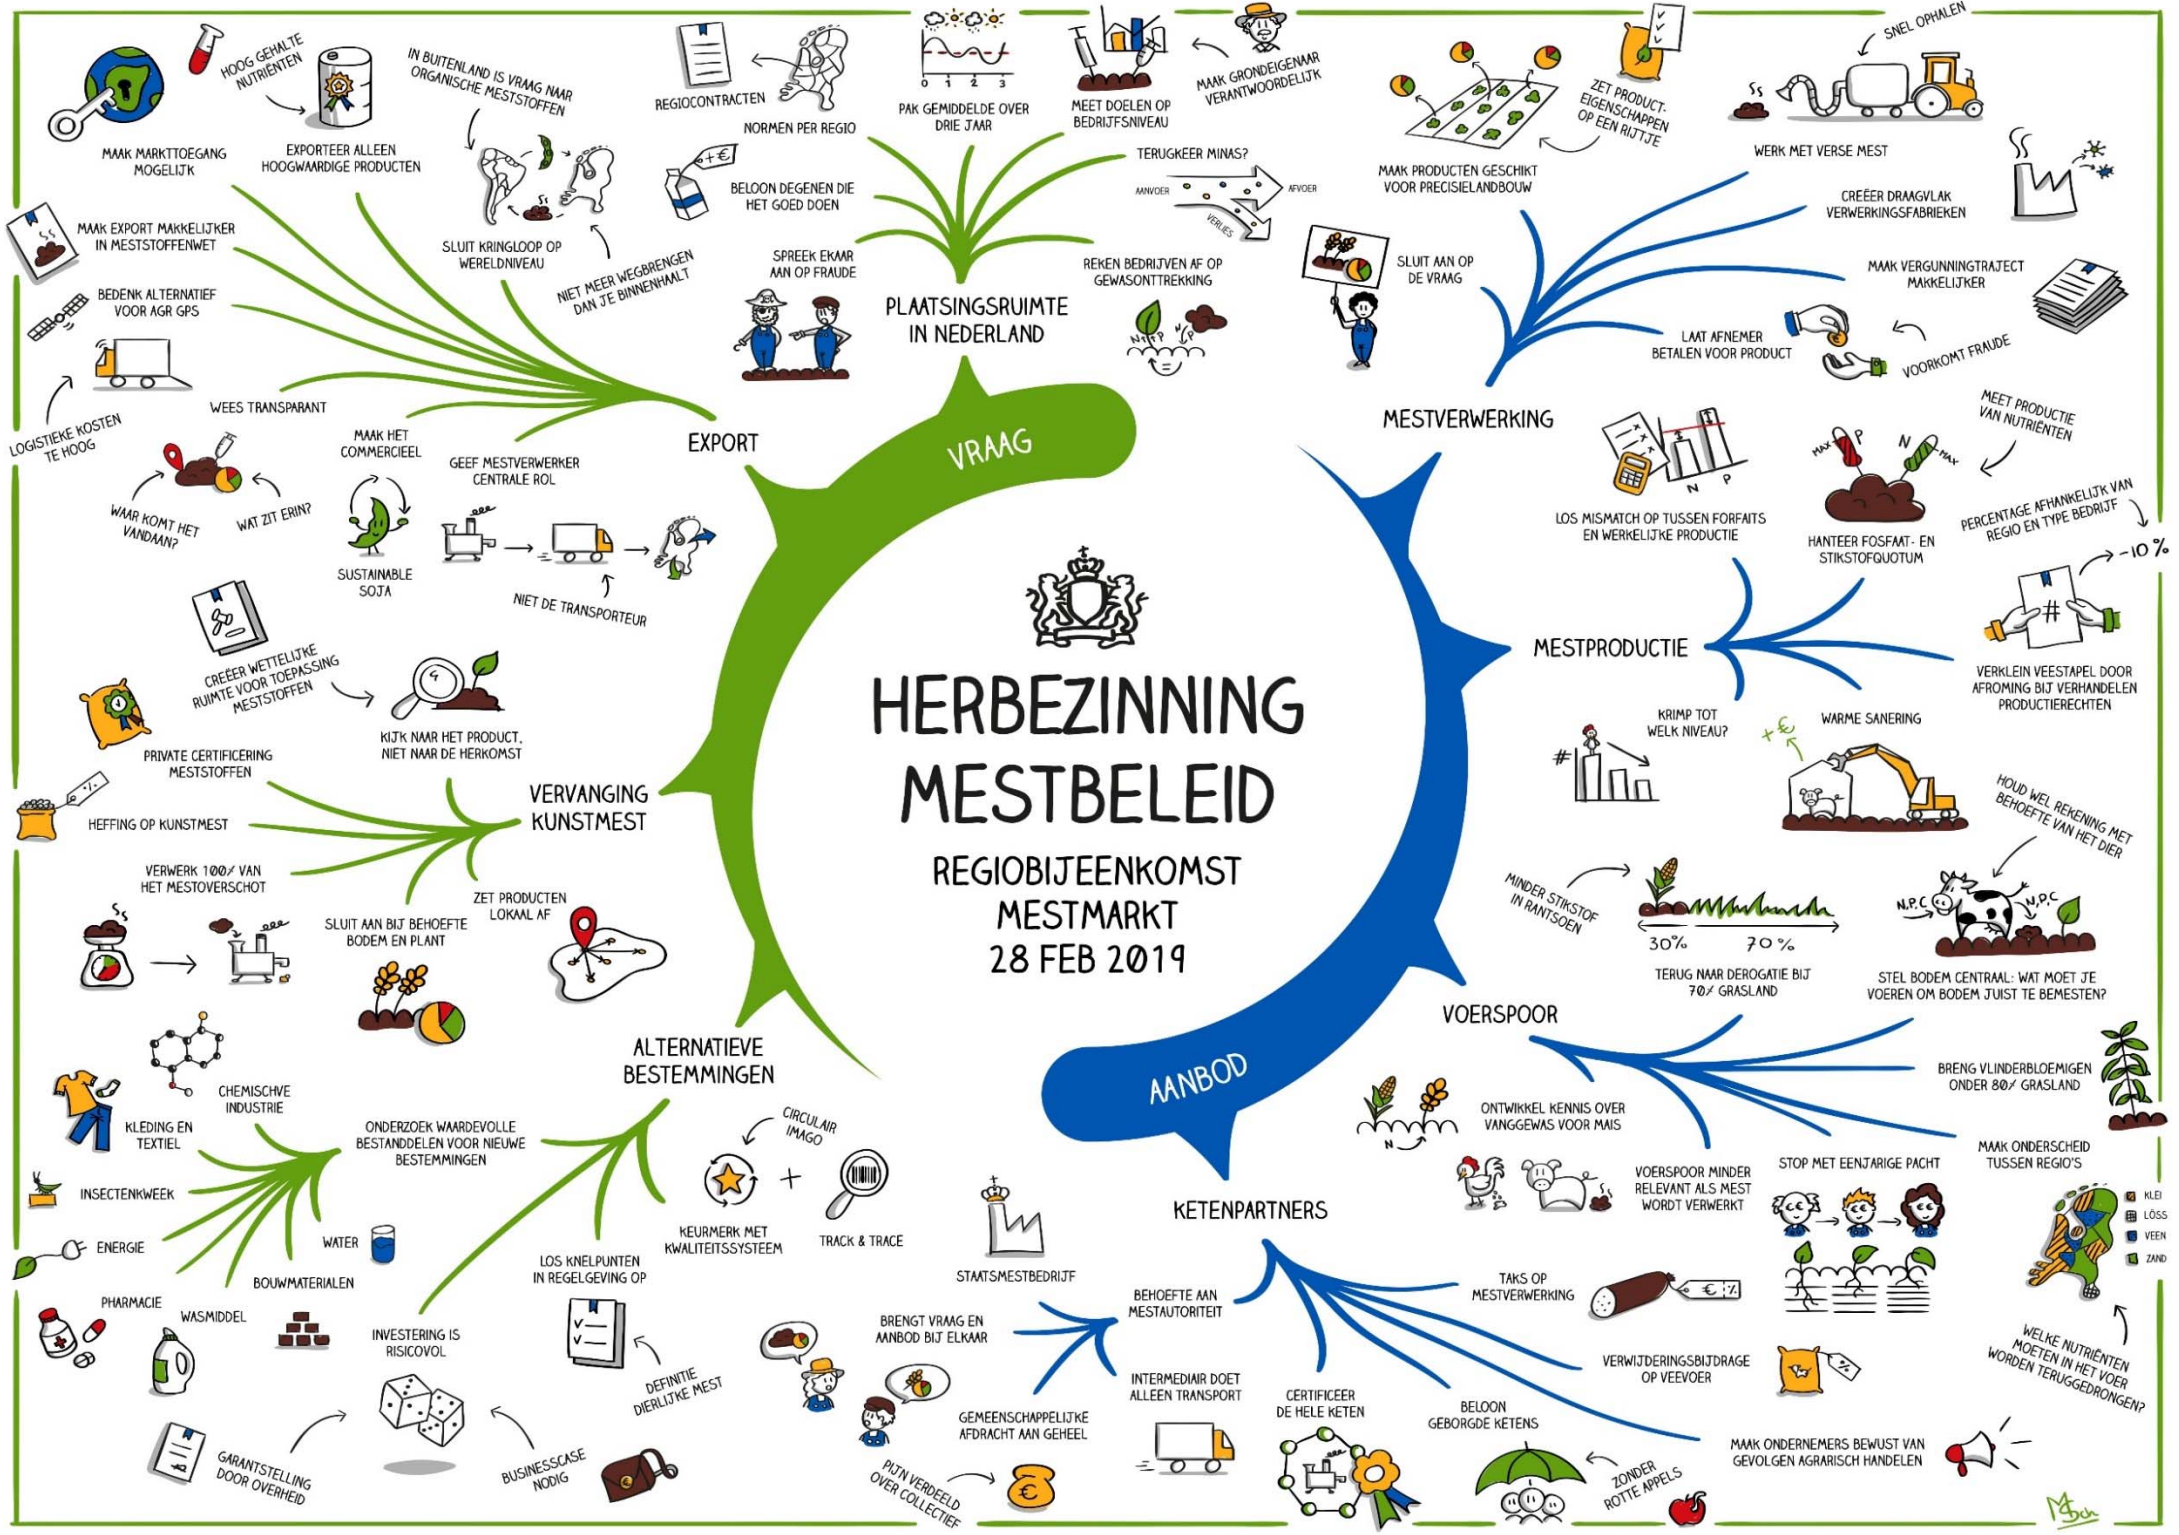 HERBEZINNING
MESTBELEID
REGIOBIJEENKOMST
MESTMARKT
28 FEB 2019
VRAAG
PLAATSINGSRUIMTE
IN NEDERLAND
SPREEK EKAAR
AAN OP FRAUDE
BELOON DEGENEN DIE
HET GOED DOEN
+€
NORMEN PER REGIO
REGIOCONTRACTEN
PAK GEMIDDELDE OVER
DRIE JAAR
0 1 2 3
MEET DOELEN OP
BEDRIJFSNIVEAU
MAAK GRONDEIGENAAR
VERANTWOORDELIJK
TERUGKEER MINAS?
AANVOER
AFVOER
VERLIES
REKEN BEDRIJVEN AF OP
GEWASONTTREKKING
N P
N P
=
EXPORT
MAAK MARKTTOEGANG
MOGELIJK
HOOG GEHALTE
NUTRIËNTEN
EXPORTEER ALLEEN
HOOGWAARDIGE PRODUCTEN
IN BUITENLAND IS VRAAG NAAR
ORGANISCHE MESTSTOFFEN
SLUIT KRINGLOOP OP
WERELDNIVEAU
NIET MEER WEGBRENGEN
DAN JE BINNENHAALT
MAAK EXPORT MAKKELIJKER
IN MESTSTOFFENWET
BEDENK ALTERNATIEF
VOOR AGR GPS
LOGISTIEKE KOSTEN
TE HOOG
WEES TRANSPARANT
WAAR KOMT HET
VANDAAN?
WAT ZIT ERIN?
MAAK HET
COMMERCIEEL
SUSTAINABLE
SOJA
GEEF MESTVERWERKER
CENTRALE ROL
NIET DE TRANSPORTEUR
VERVANGING
KUNSTMEST
CREËER WETTELIJKE
RUIMTE VOOR TOEPASSING
MESTSTOFFEN
KIJK NAAR HET PRODUCT,
NIET NAAR DE HERKOMST
PRIVATE CERTIFICERING
MESTSTOFFEN
%
HEFFING OP KUNSTMEST
VERWERK 100% VAN
HET MESTOVERSCHOT
SLUIT AAN BIJ BEHOEFTE
BODEM EN PLANT
ZET PRODUCTEN
LOKAAL AF
ALTERNATIEVE
BESTEMMINGEN
ONDERZOEK WAARDEVOLLE
BESTANDDELEN VOOR NIEUWE
BESTEMMINGEN
CHEMISCHVE
INDUSTRIE
KLEDING EN
TEXTIEL
INSECTENKWEEK
ENERGIE
PHARMACIE
WASMIDDEL
BOUWMATERIALEN
WATER
INVESTERING IS
RISICOVOL
GARANTSTELLING
DOOR OVERHEID
BUSINESSCASE
NODIG
€
LOS KNELPUNTEN
IN REGELGEVING OP
DEFINITIE
DIERLIJKE MEST
CIRCULAIR
IMAGO
+
KEURMERK MET
KWALITEITSSYSTEEM
TRACK & TRACE
AANBOD
MESTVERWERKING
SLUIT AAN OP
DE VRAAG
MAAK PRODUCTEN GESCHIKT
VOOR PRECISIELANDBOUW
ZET PRODUCT-
EIGENSCHAPPEN
OP EEN RIJTJE
SNEL OPHALEN
WERK MET VERSE MEST
CREËER DRAAGVLAK
VERWERKINGSFABRIEKEN
MAAK VERGUNNINGTRAJECT
MAKKELIJKER
LAAT AFNEMER
BETALEN VOOR PRODUCT
VOORKOMT FRAUDE
MESTPRODUCTIE
N P
LOS MISMATCH OP TUSSEN FORFAITS
EN WERKELIJKE PRODUCTIE
MEET PRODUCTIE
VAN NUTRIËNTEN
MAX P
N MAX
HANTEER FOSFAAT- EN
STIKSTOFQUOTUM
PERCENTAGE AFHANKELIJK VAN
REGIO EN TYPE BEDRIJF
-10%
#
VERKLEIN VEESTAPEL DOOR
AFROMING BIJ VERHANDELEN
PRODUCTIERECHTEN
KRIMP TOT
WELK NIVEAU?
#
WARME SANERING
+€
VOERSPOOR
MINDER STIKSTOF
IN RANTSOEN
30% 70%
TERUG NAAR DEROGATIE BIJ
70% GRASLAND
HOUD WEL REKENING MET
BEHOEFTE VAN HET DIER
N,P,C
N,P,C
STEL BODEM CENTRAAL: WAT MOET JE
VOEREN OM BODEM JUIST TE BEMESTEN?
BRENG VLINDERBLOEMIGEN
ONDER 80% GRASLAND
MAAK ONDERSCHEID
TUSSEN REGIO'S
KLEI
LÖSS
VEEN
ZAND
WELKE NUTRIËNTEN
MOETEN IN HET VOER
WORDEN TERUGGEDRONGEN?
STOP MET EENJARIGE PACHT
VOERSPOOR MINDER
RELEVANT ALS MEST
WORDT VERWERKT
ONTWIKKEL KENNIS OVER
VANGGEWAS VOOR MAIS
N
KETENPARTNERS
BEHOEFTE AAN
MESTAUTORITEIT
STAATSMESTBEDRIJF
BRENGT VRAAG EN
AANBOD BIJ ELKAAR
GEMEENSCHAPPELIJKE
AFDRACHT AAN GEHEEL
PIJN VERDEELD
OVER COLLECTIEF
€
INTERMEDIAIR DOET
ALLEEN TRANSPORT
CERTIFICEER
DE HELE KETEN
BELOON
GEBORGDE KETENS
ZONDER
ROTTE APPELS
TAKS OP
MESTVERWERKING
€ %
VERWIJDERINGSBIJDRAGE
OP VEEVOER
%
MAAK ONDERNEMERS BEWUST VAN
GEVOLGEN AGRARISCH HANDELEN